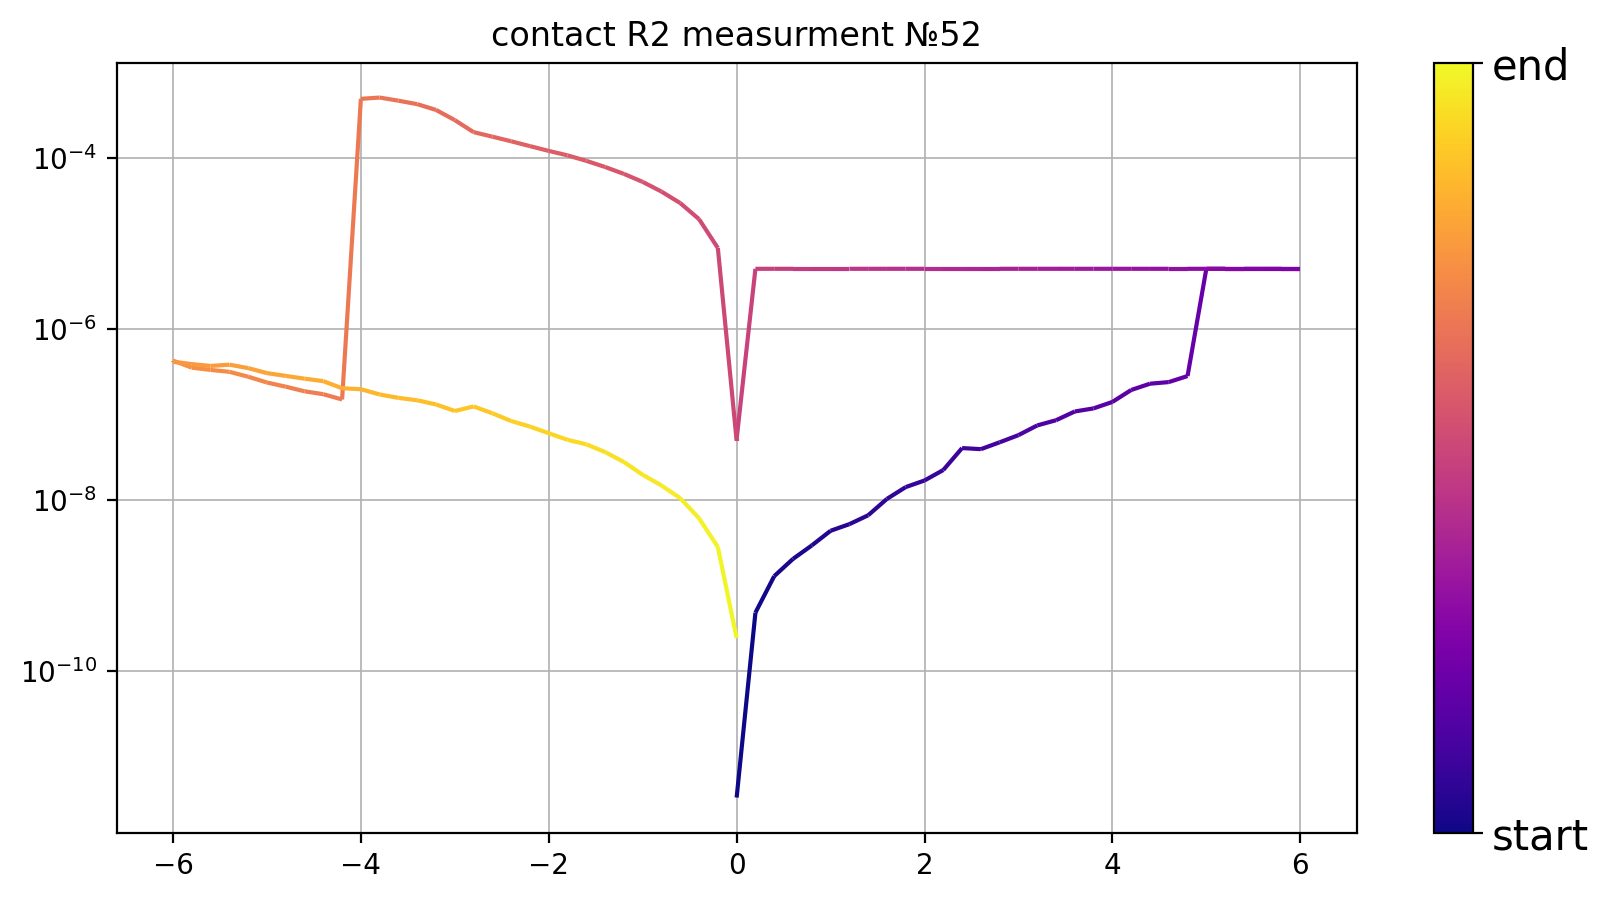 contact R2 measurment №52
end
10⁻⁴
10⁻⁶
10⁻⁸
10⁻¹⁰
start
−6 −4 −2 0 2 4 6